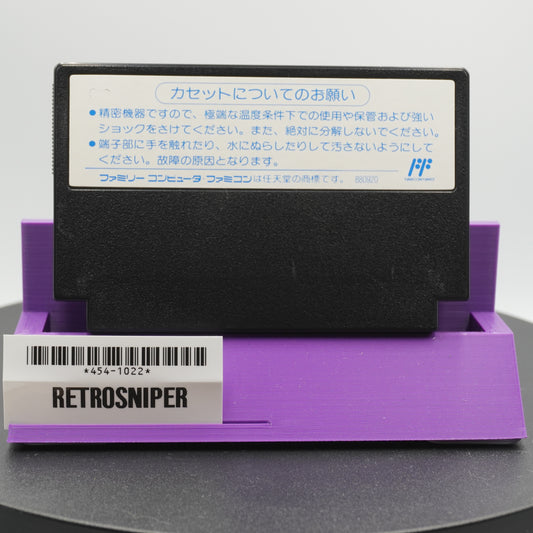 カセットについてのお願い
●精密機器ですので、極端な温度条件下での使用や保管および強い
ショックをさけてください。また、絶対に分解しないでください。
●端子部に手を触れたり、水にぬらしたりして汚さないようにして
ください。故障の原因となります。
ファミリーコンピュータ ファミコンは任天堂の商標です。 880920
*454-1022*
RETROSNIPER